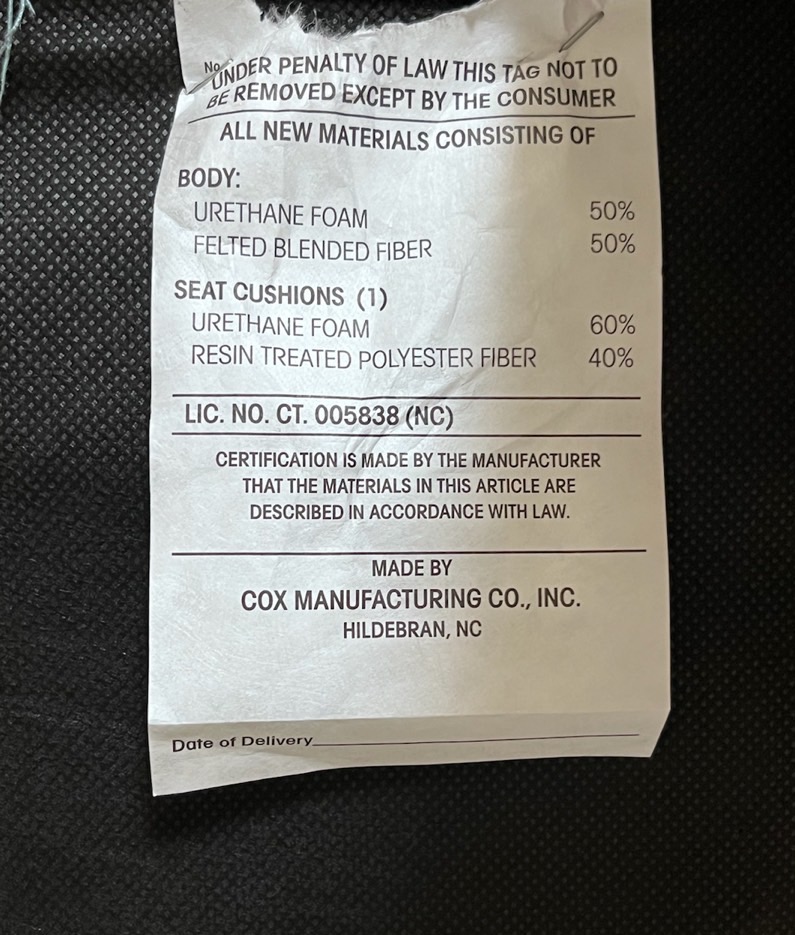 No.
UNDER PENALTY OF LAW THIS TAG NOT TO
BE REMOVED EXCEPT BY THE CONSUMER
ALL NEW MATERIALS CONSISTING OF
BODY:
URETHANE FOAM 50%
FELTED BLENDED FIBER 50%
SEAT CUSHIONS (1)
URETHANE FOAM 60%
RESIN TREATED POLYESTER FIBER 40%
LIC. NO. CT. 005838 (NC)
CERTIFICATION IS MADE BY THE MANUFACTURER
THAT THE MATERIALS IN THIS ARTICLE ARE
DESCRIBED IN ACCORDANCE WITH LAW.
MADE BY
COX MANUFACTURING CO., INC.
HILDEBRAN, NC
Date of Delivery